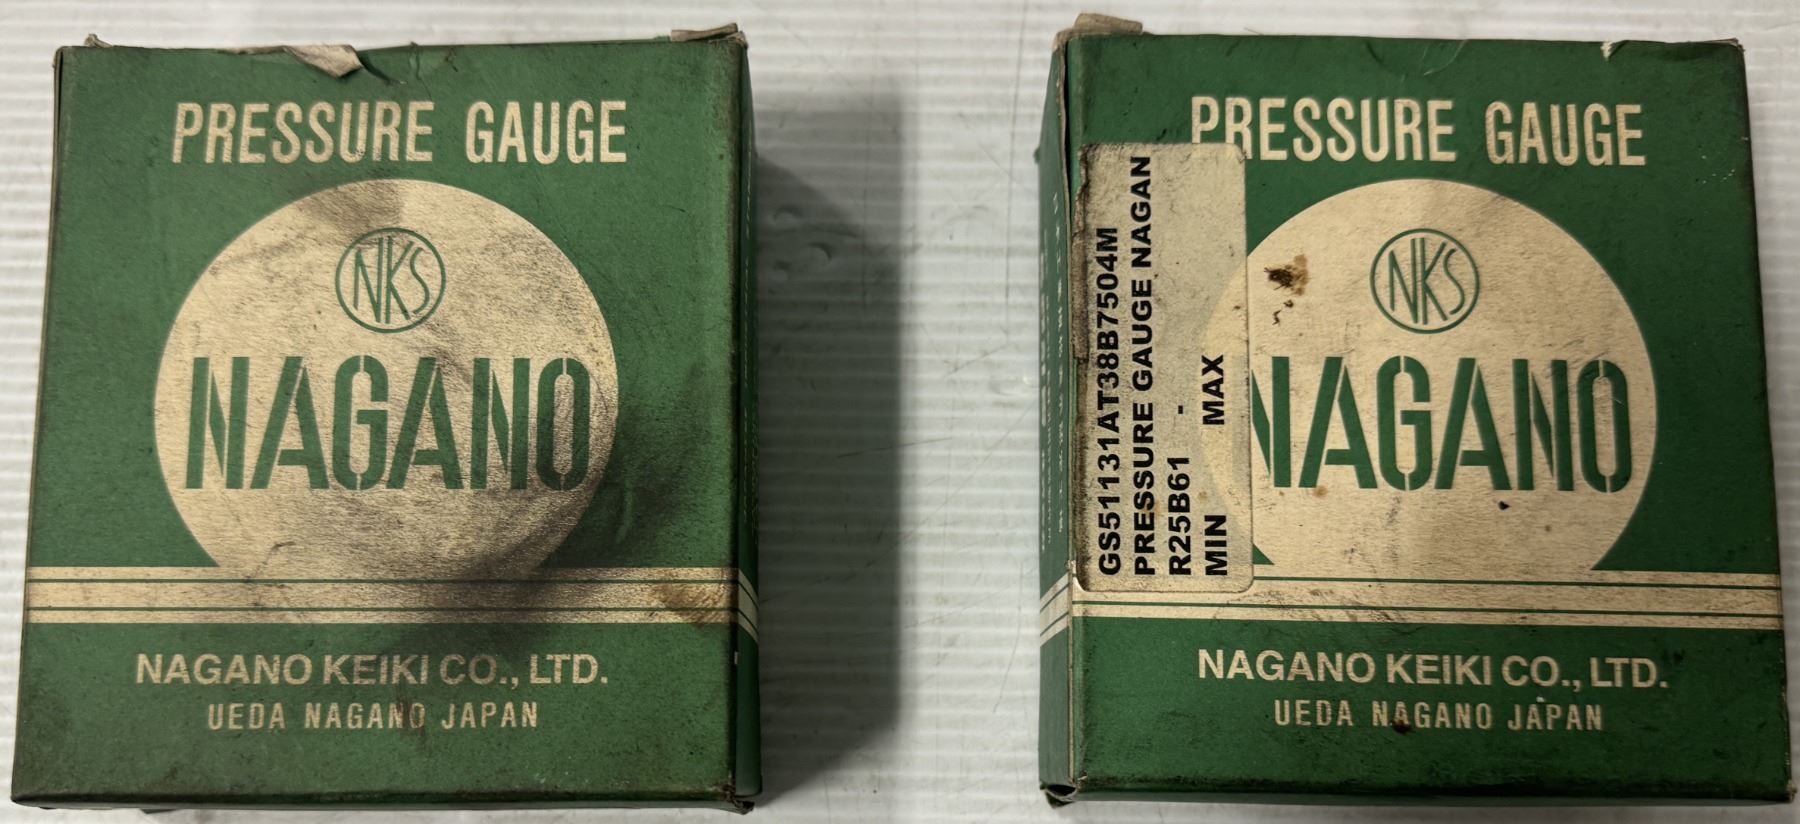 PRESSURE GAUGE
NKS
NAGANO
NAGANO KEIKI CO., LTD.
UEDA NAGANO JAPAN
PRESSURE GAUGE
NKS
NAGANO
NAGANO KEIKI CO., LTD.
UEDA NAGANO JAPAN
GS51131AT38B7504M
PRESSURE GAUGE NAGAN
R25B61 -
MIN MAX